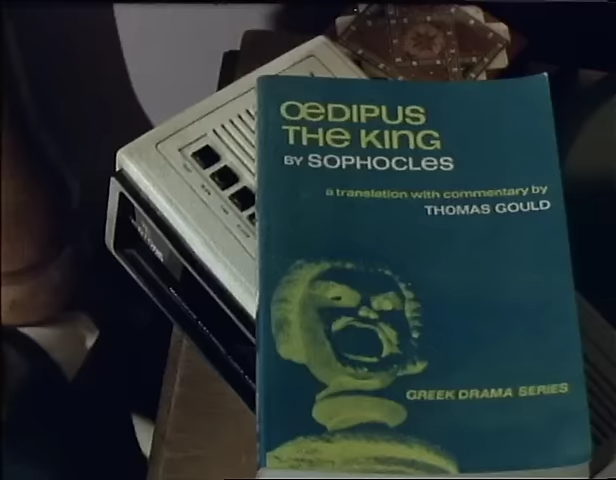 OEDIPUS
THE KING
BY SOPHOCLES
a translation with commentary by
THOMAS GOULD
GREEK DRAMA SERIES